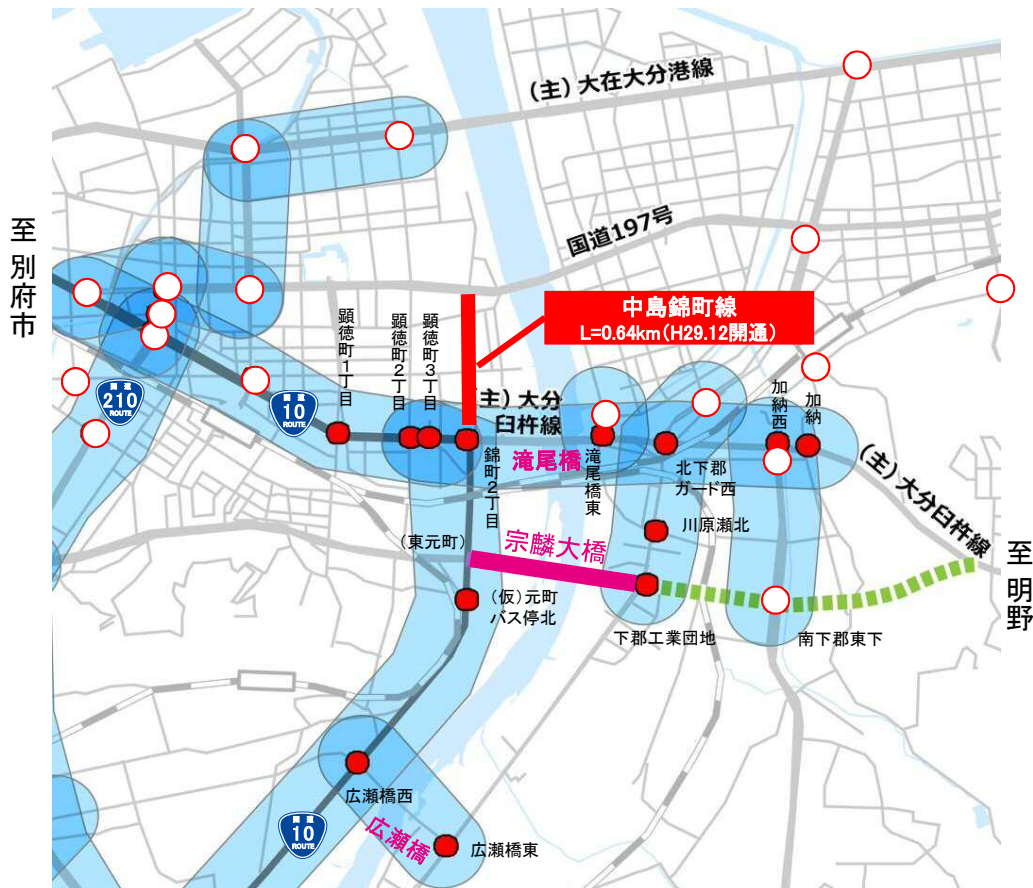 (主)大在大分港線
国道197号
至別府市
中島錦町線
L=0.64km(H29.12開通)
顕徳町1丁目
顕徳町2丁目
顕徳町3丁目
(主)大分
臼杵線
加納西
加納
国道
210
ROUTE
国道
10
ROUTE
滝尾橋
錦町2丁目
滝尾橋東
北下郡
ガード西
(主)大分臼杵線
川原瀬北
(東元町)
宗麟大橋
至明野
(仮)元町
バス停北
下郡工業団地
南下郡東下
広瀬橋西
国道
10
ROUTE
広瀬橋
広瀬橋東